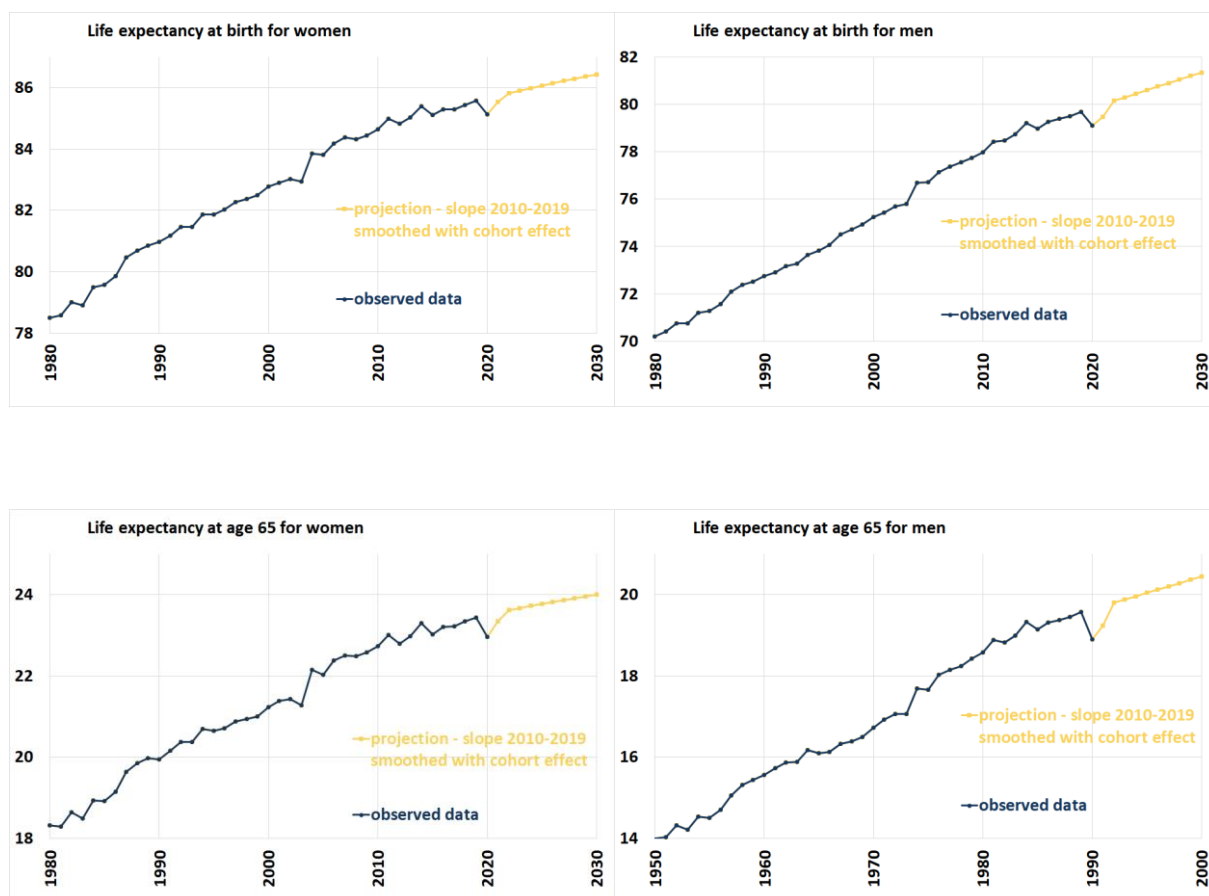 Life expectancy at birth for women
86
84
82
80
78
projection - slope 2010-2019
smoothed with cohort effect
observed data
1980
1990
2000
2010
2020
2030
Life expectancy at birth for men
82
80
78
76
74
72
70
projection - slope 2010-2019
smoothed with cohort effect
observed data
1980
1990
2000
2010
2020
2030
Life expectancy at age 65 for women
24
22
20
18
projection - slope 2010-2019
smoothed with cohort effect
observed data
1980
1990
2000
2010
2020
2030
Life expectancy at age 65 for men
20
18
16
14
projection - slope 2010-2019
smoothed with cohort effect
observed data
1950
1960
1970
1980
1990
2000